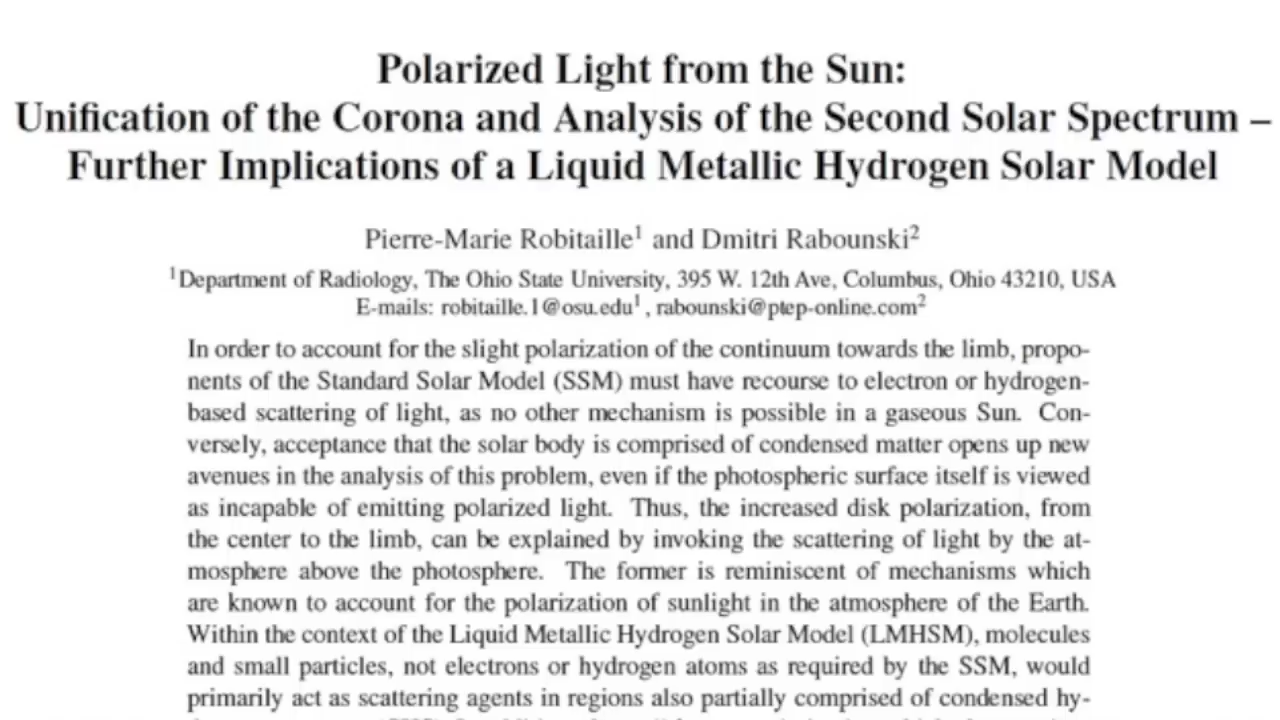 Polarized Light from the Sun:
Unification of the Corona and Analysis of the Second Solar Spectrum –
Further Implications of a Liquid Metallic Hydrogen Solar Model
Pierre-Marie Robitaille¹ and Dmitri Rabounski²
¹Department of Radiology, The Ohio State University, 395 W. 12th Ave, Columbus, Ohio 43210, USA
E-mails: robitaille.1@osu.edu¹, rabounski@ptep-online.com²
In order to account for the slight polarization of the continuum towards the limb, propo-
nents of the Standard Solar Model (SSM) must have recourse to electron or hydrogen-
based scattering of light, as no other mechanism is possible in a gaseous Sun. Con-
versely, acceptance that the solar body is comprised of condensed matter opens up new
avenues in the analysis of this problem, even if the photospheric surface itself is viewed
as incapable of emitting polarized light. Thus, the increased disk polarization, from
the center to the limb, can be explained by invoking the scattering of light by the at-
mosphere above the photosphere. The former is reminiscent of mechanisms which
are known to account for the polarization of sunlight in the atmosphere of the Earth.
Within the context of the Liquid Metallic Hydrogen Solar Model (LMHSM), molecules
and small particles, not electrons or hydrogen atoms as required by the SSM, would
primarily act as scattering agents in regions also partially comprised of condensed hy-